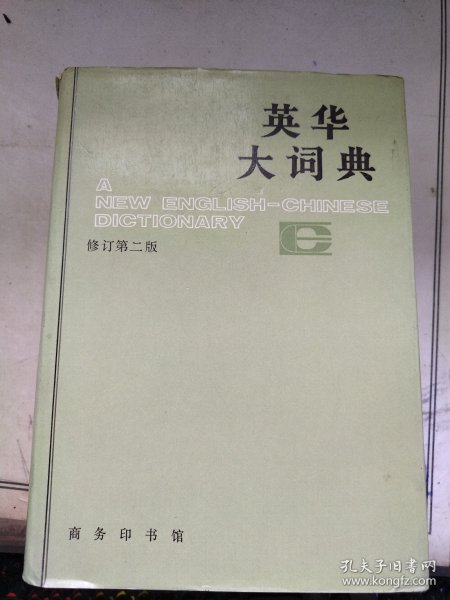 英华
大词典
A
NEW ENGLISH-CHINESE
DICTIONARY
修订第二版
商务印书馆
孔夫子旧书网
www.kongfz.com